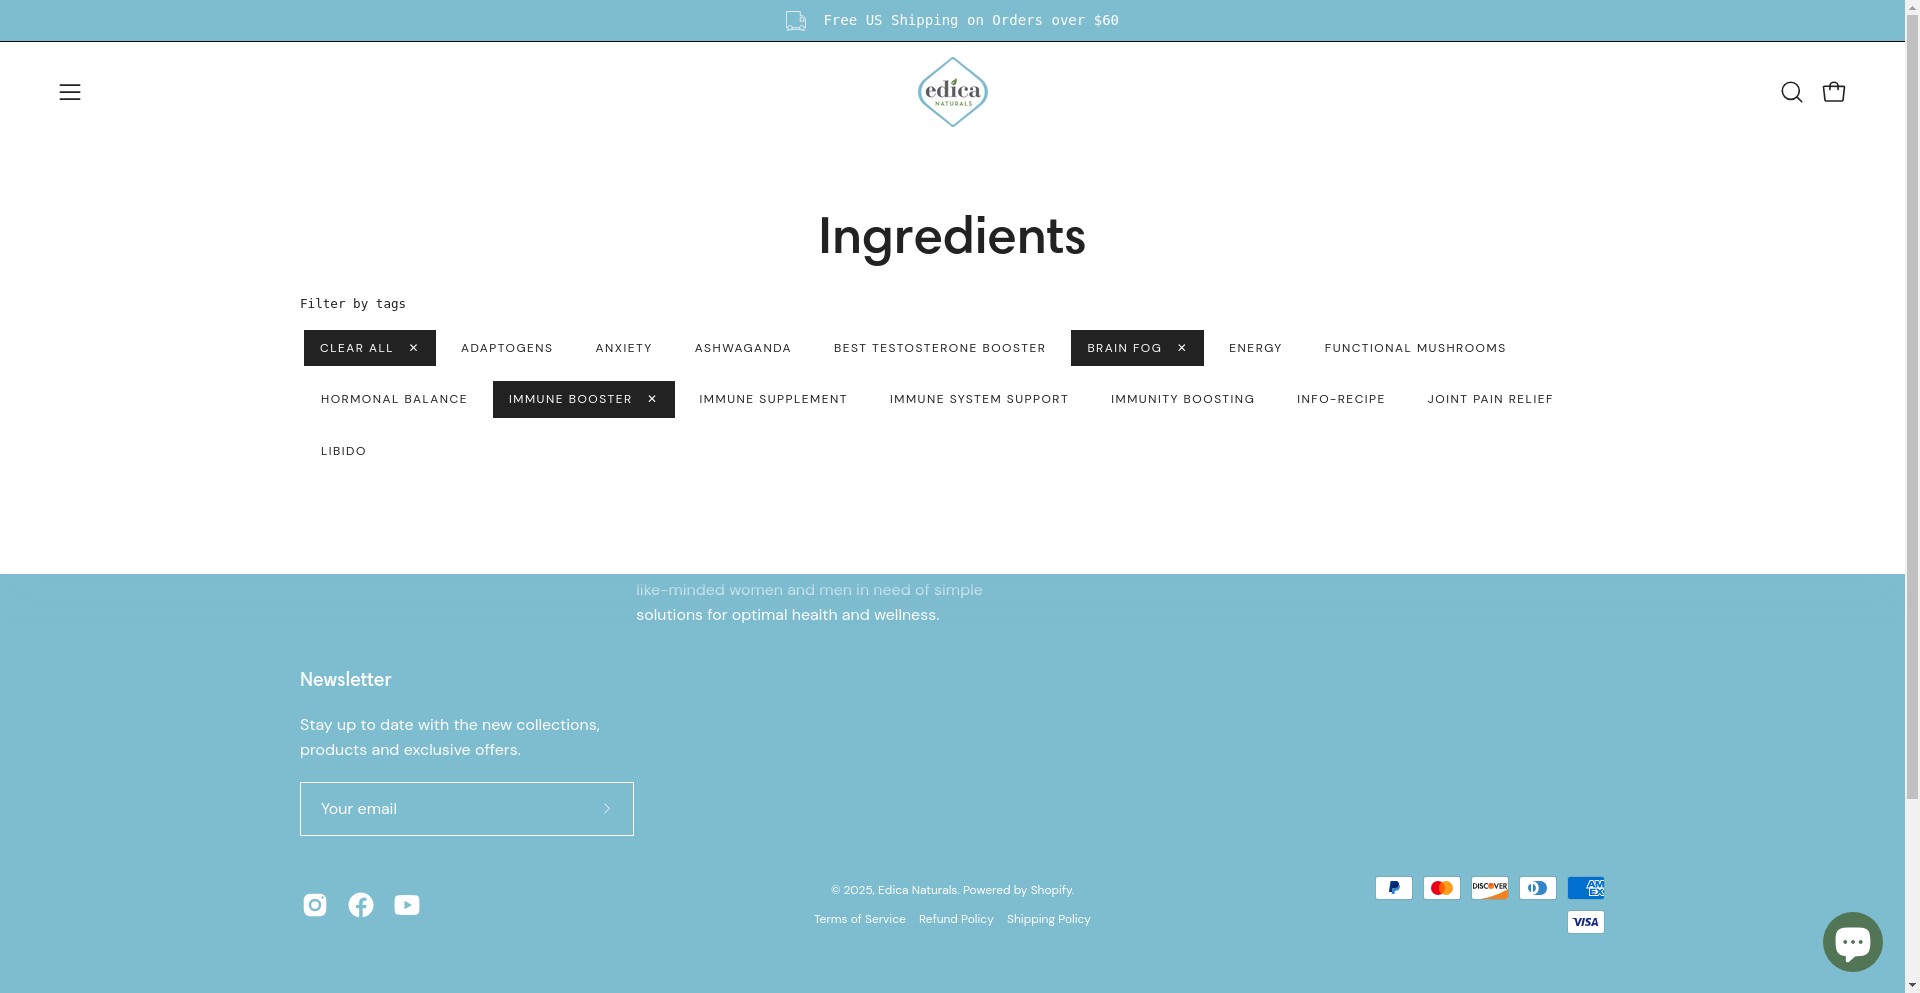 Free US Shipping on Orders over $60
edica
NATURALS
Ingredients
Filter by tags
CLEAR ALL ×
ADAPTOGENS
ANXIETY
ASHWAGANDA
BEST TESTOSTERONE BOOSTER
BRAIN FOG ×
ENERGY
FUNCTIONAL MUSHROOMS
HORMONAL BALANCE
IMMUNE BOOSTER ×
IMMUNE SUPPLEMENT
IMMUNE SYSTEM SUPPORT
IMMUNITY BOOSTING
INFO-RECIPE
JOINT PAIN RELIEF
LIBIDO
like-minded women and men in need of simple
solutions for optimal health and wellness.
Newsletter
Stay up to date with the new collections,
products and exclusive offers.
Your email
© 2025, Edica Naturals. Powered by Shopify.
Terms of Service
Refund Policy
Shipping Policy
DISCOVER
AMEX
VISA